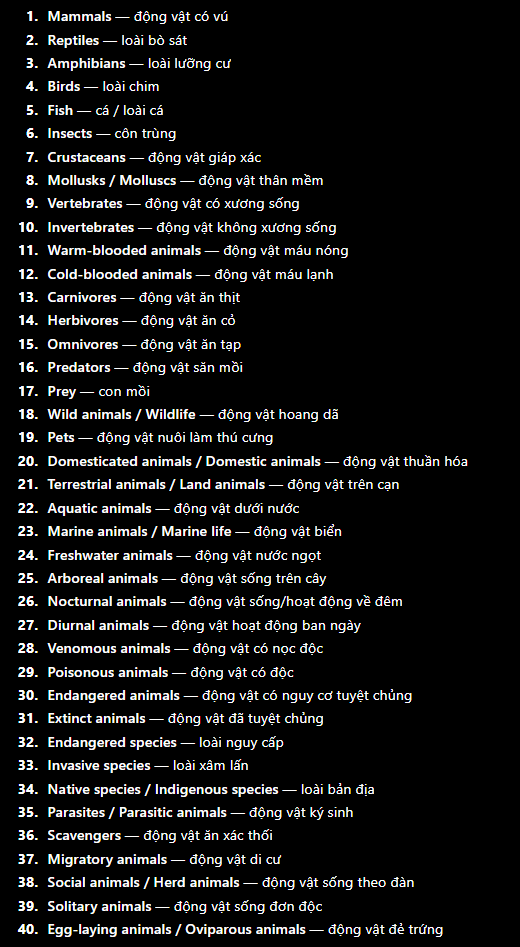 1. Mammals — động vật có vú
2. Reptiles — loài bò sát
3. Amphibians — loài lưỡng cư
4. Birds — loài chim
5. Fish — cá / loài cá
6. Insects — côn trùng
7. Crustaceans — động vật giáp xác
8. Mollusks / Molluscs — động vật thân mềm
9. Vertebrates — động vật có xương sống
10. Invertebrates — động vật không xương sống
11. Warm-blooded animals — động vật máu nóng
12. Cold-blooded animals — động vật máu lạnh
13. Carnivores — động vật ăn thịt
14. Herbivores — động vật ăn cỏ
15. Omnivores — động vật ăn tạp
16. Predators — động vật săn mồi
17. Prey — con mồi
18. Wild animals / Wildlife — động vật hoang dã
19. Pets — động vật nuôi làm thú cưng
20. Domesticated animals / Domestic animals — động vật thuần hóa
21. Terrestrial animals / Land animals — động vật trên cạn
22. Aquatic animals — động vật dưới nước
23. Marine animals / Marine life — động vật biển
24. Freshwater animals — động vật nước ngọt
25. Arboreal animals — động vật sống trên cây
26. Nocturnal animals — động vật sống/hoạt động về đêm
27. Diurnal animals — động vật hoạt động ban ngày
28. Venomous animals — động vật có nọc độc
29. Poisonous animals — động vật có độc
30. Endangered animals — động vật có nguy cơ tuyệt chủng
31. Extinct animals — động vật đã tuyệt chủng
32. Endangered species — loài nguy cấp
33. Invasive species — loài xâm lấn
34. Native species / Indigenous species — loài bản địa
35. Parasites / Parasitic animals — động vật ký sinh
36. Scavengers — động vật ăn xác thối
37. Migratory animals — động vật di cư
38. Social animals / Herd animals — động vật sống theo đàn
39. Solitary animals — động vật sống đơn độc
40. Egg-laying animals / Oviparous animals — động vật đẻ trứng